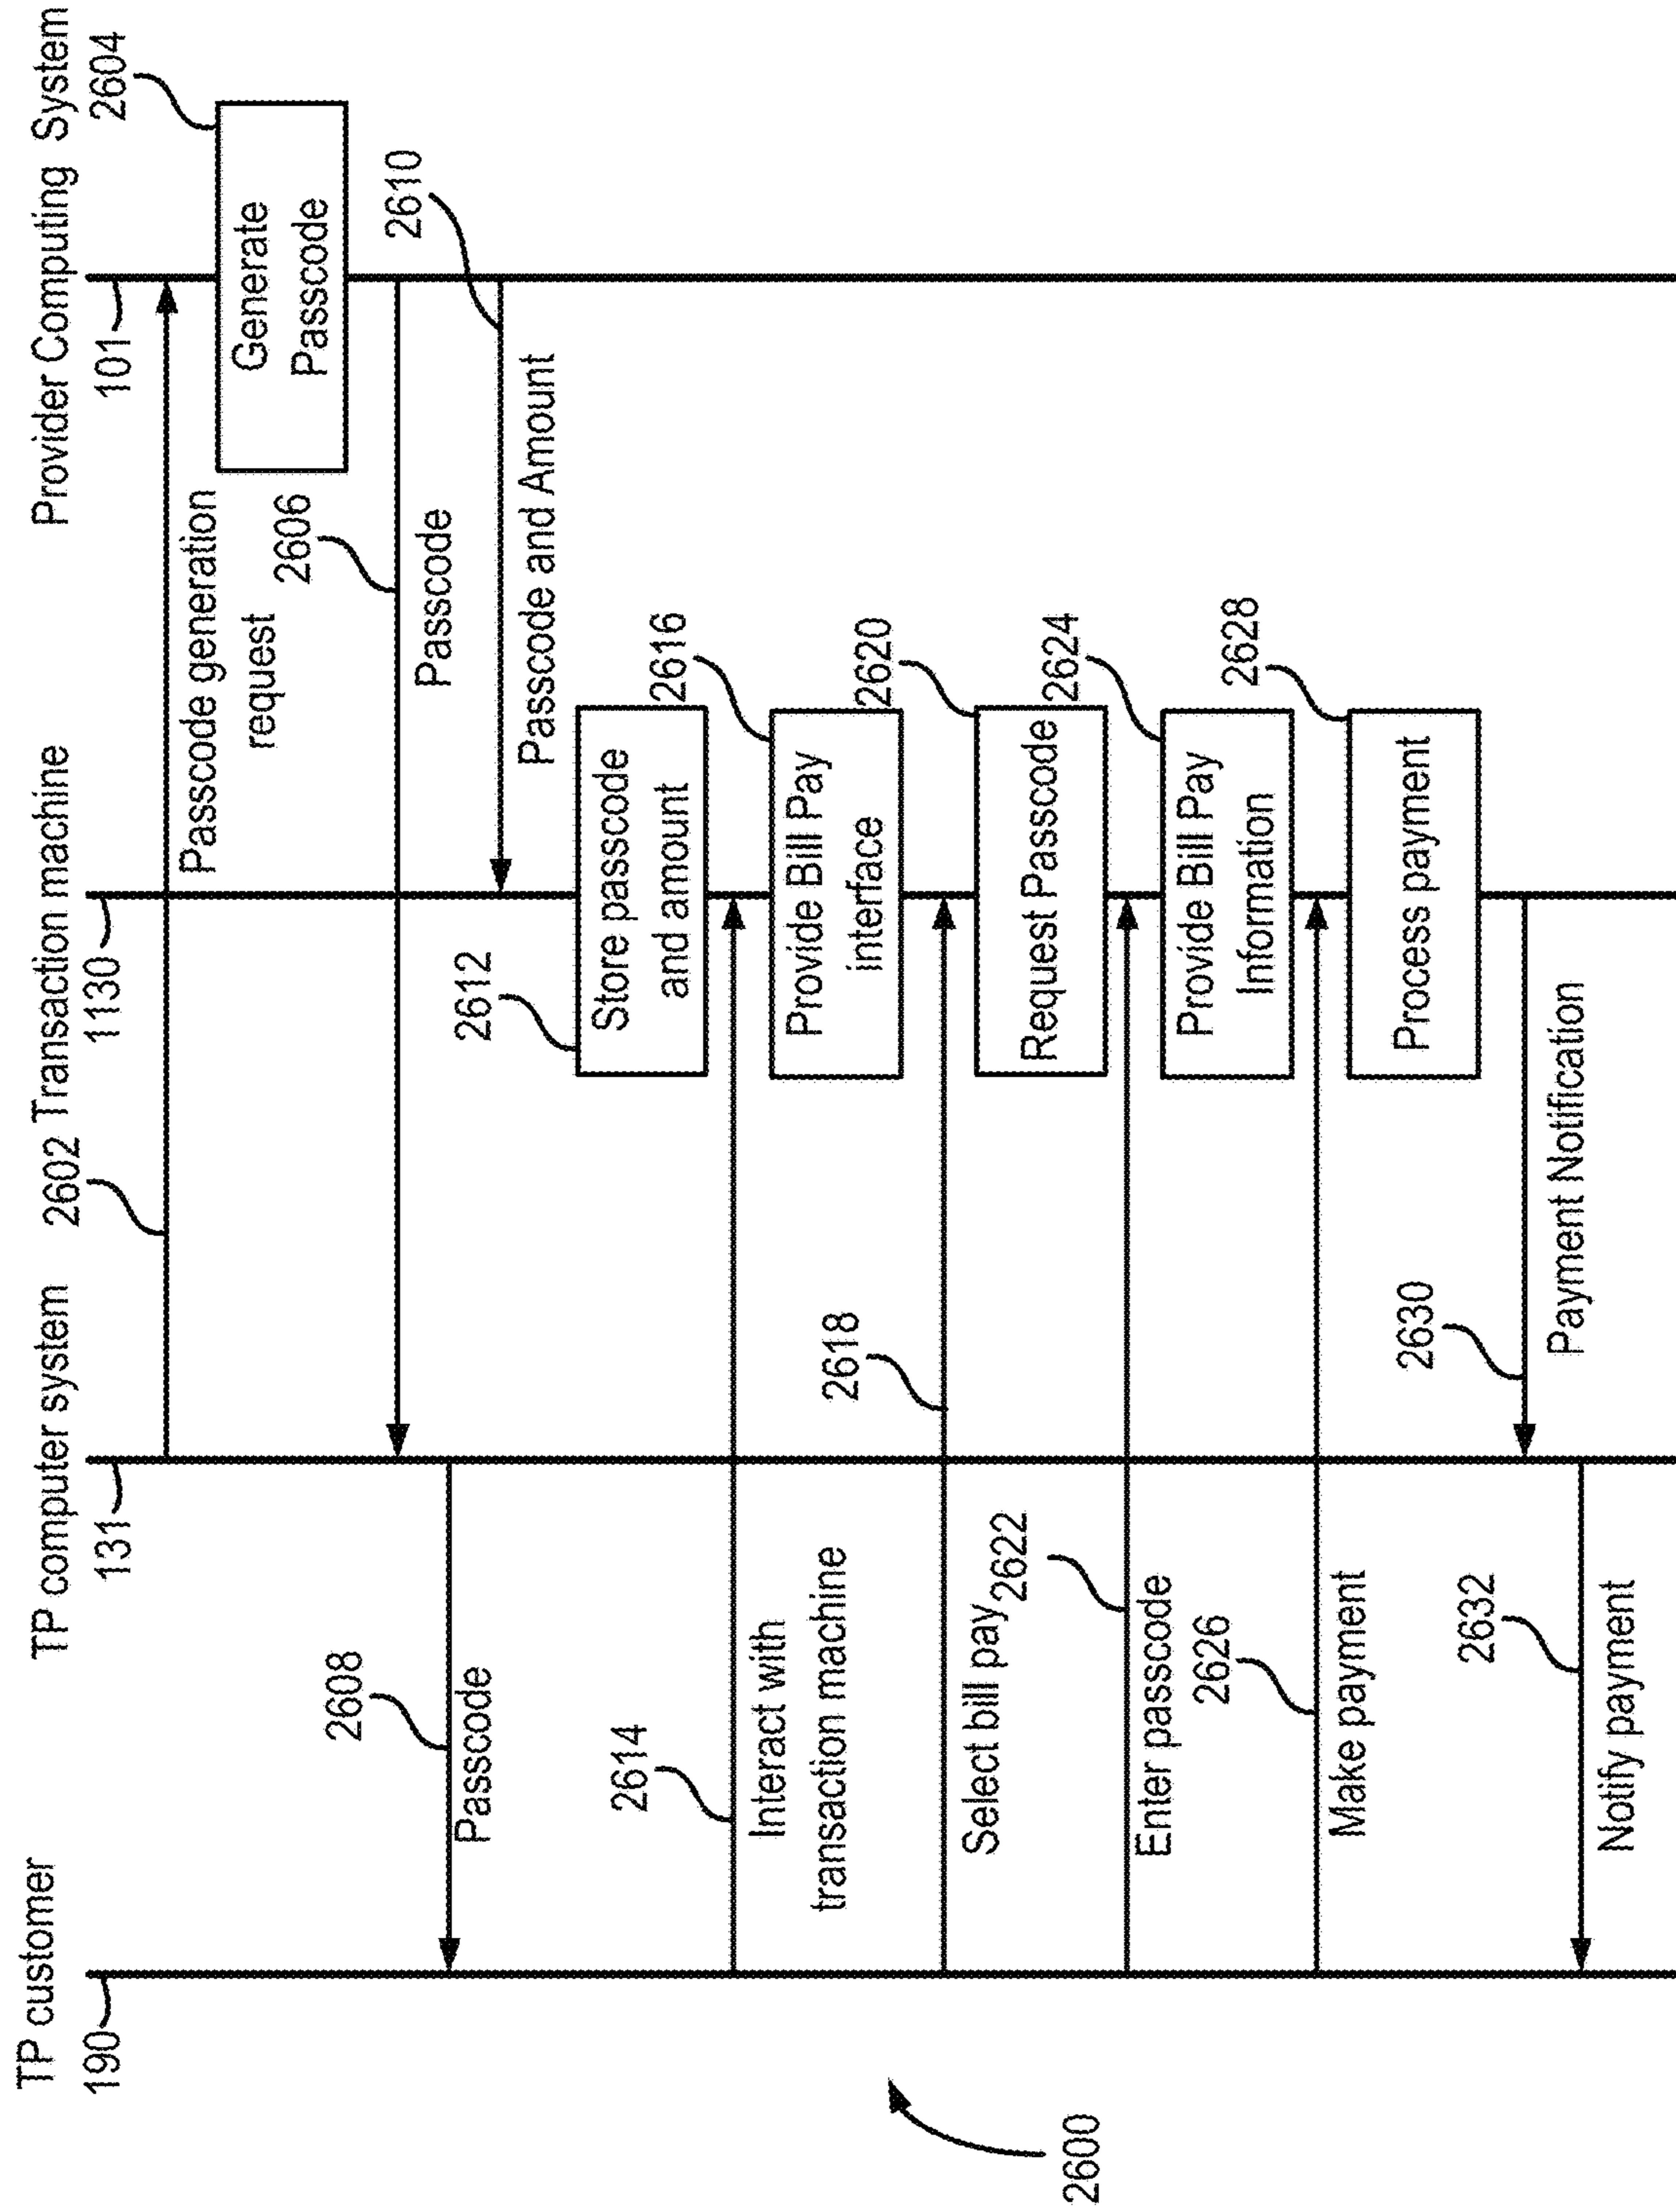 TP customer
TP computer system
Transaction machine
Provider Computing System
190
131
1130
101
2602
Passcode generation
request
2604
Generate
Passcode
2606
Passcode
2608
Passcode
2610
Passcode and Amount
2612
Store passcode
and amount
2614
Interact with
transaction machine
2616
Provide Bill Pay
interface
2618
Select bill pay
2620
Request Passcode
2622
Enter passcode
2624
Provide Bill Pay
Information
2626
Make payment
2628
Process payment
2630
Payment Notification
2632
Notify payment
2600